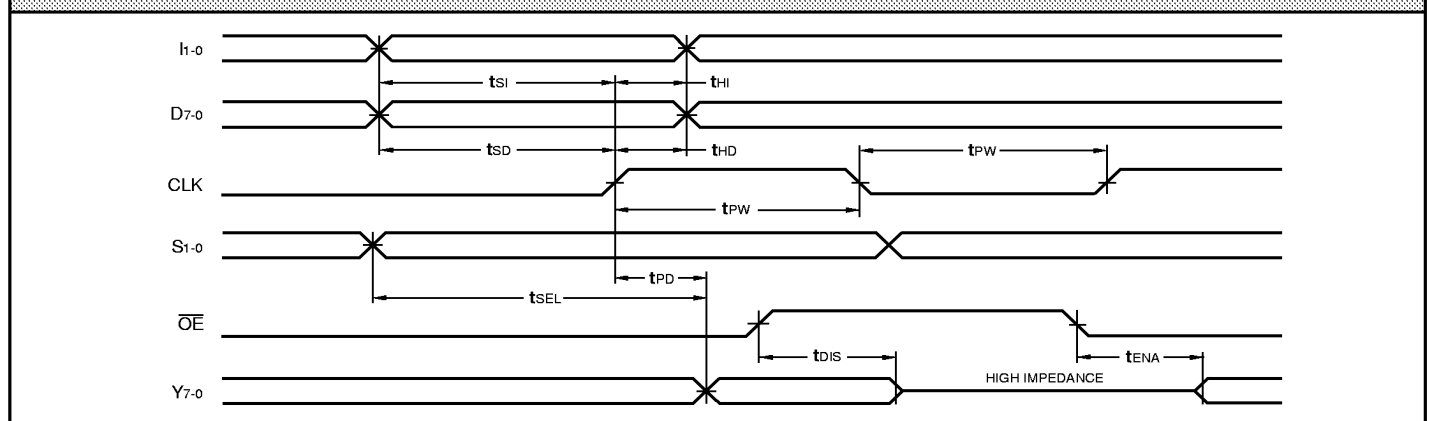 I1-0
tSI tHI
D7-0
tSD tHD tPW
CLK
tPW
S1-0
tPD
tSEL
OE
tDIS tENA
HIGH IMPEDANCE
Y7-0